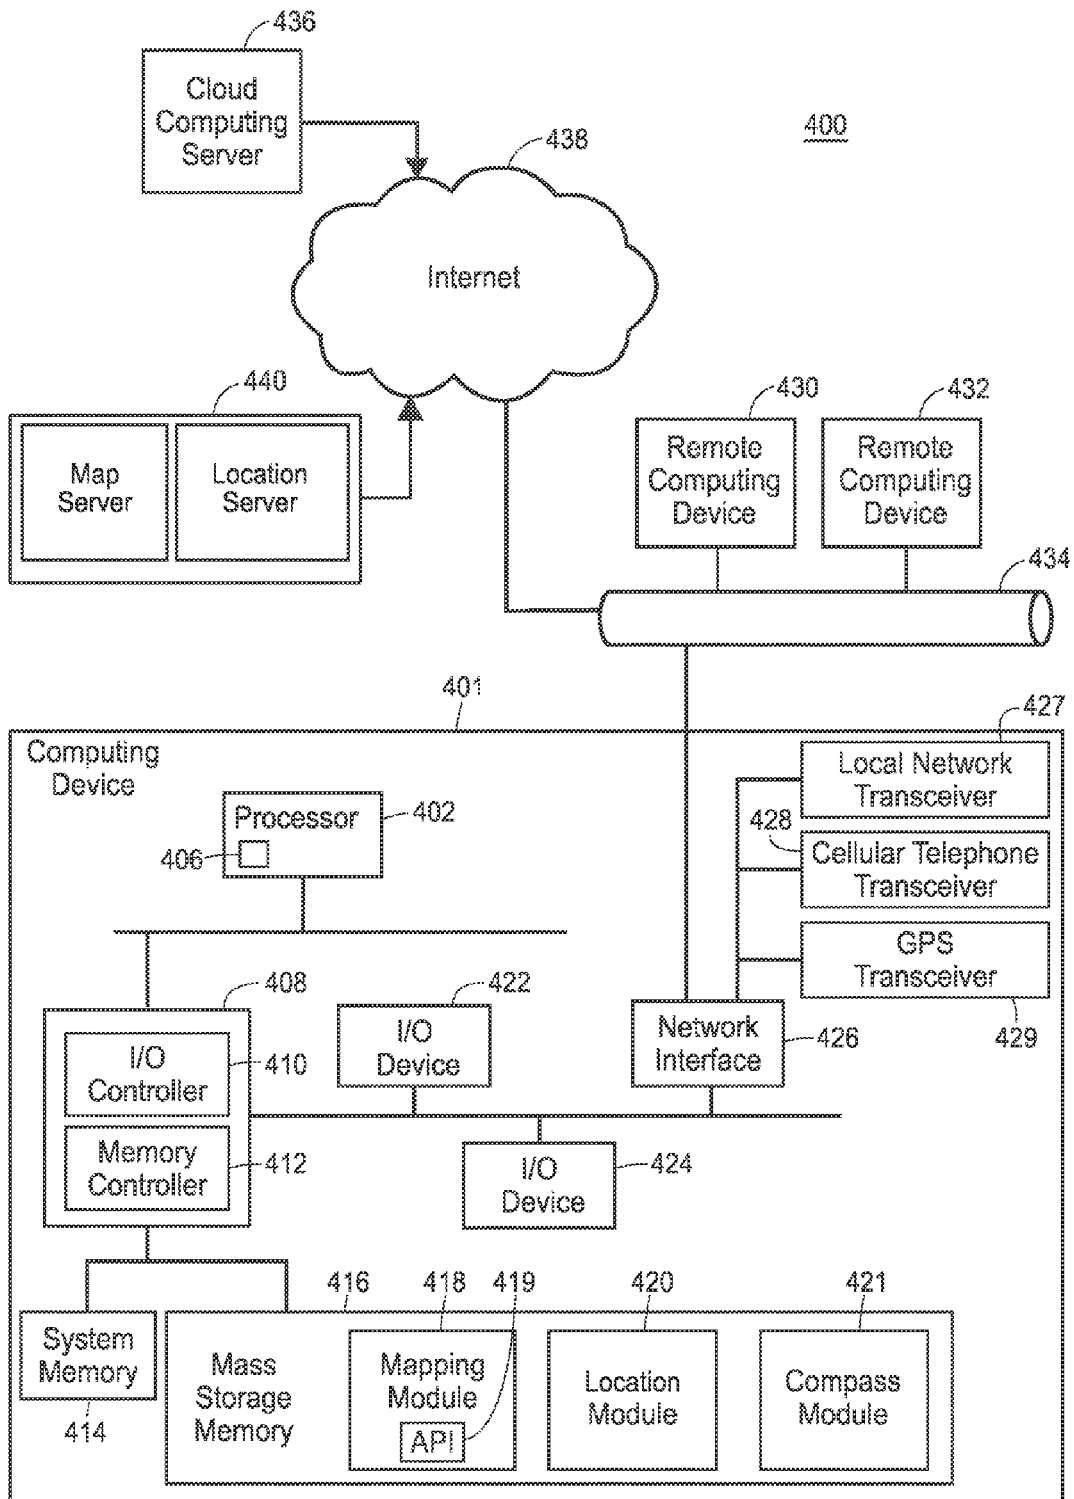 436
Cloud
Computing
Server
400
438
Internet
440
Map
Server
Location
Server
430
432
Remote
Computing
Device
Remote
Computing
Device
434
401
Computing
Device
427
Local Network
Transceiver
Processor
402
406
428
Cellular Telephone
Transceiver
GPS
Transceiver
429
408
I/O
Controller
410
Memory
Controller
412
422
I/O
Device
Network
Interface
426
I/O
Device
424
System
Memory
414
416
Mass
Storage
Memory
418
419
Mapping
Module
API
420
Location
Module
421
Compass
Module